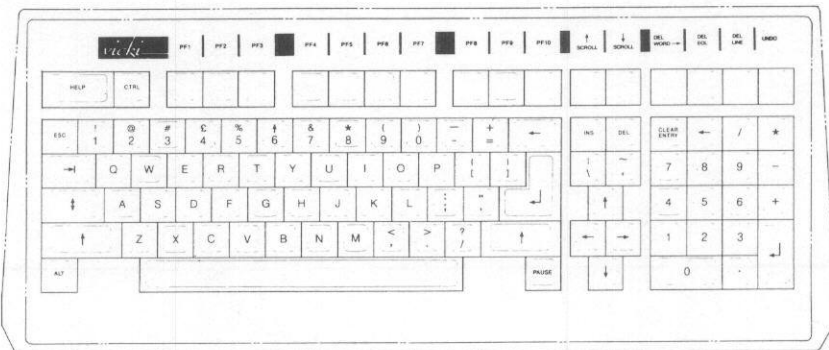 vicki PF1 PF2 PF3 PF4 PF5 PF6 PF7 PF8 PF9 PF10 ↑ SCROLL ↓ SCROLL DEL WORD → DEL EOL DEL LINE UNDO
HELP CTRL
ESC ! 1 @ 2 # 3 £ 4 % 5 6 & 7 * 8 ( 9 ) 0 — - + = ← INS DEL CLEAR ENTRY ← / *
→| Q W E R T Y U I O P { [ } ] | \ ~ 7 8 9 -
↕ A S D F G H J K L : ; " ↵ ↑ 4 5 6 +
↑ Z X C V B N M < , > . ? / ↑ ← → 1 2 3 ↵
ALT PAUSE ↓ 0 .